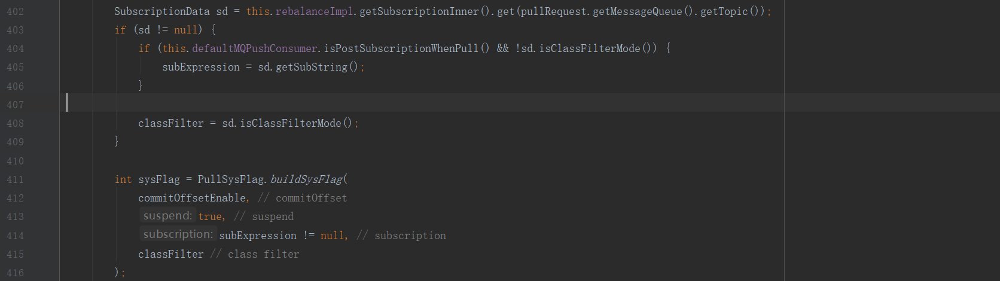 402 SubscriptionData sd = this.rebalanceImpl.getSubscriptionInner().get(pullRequest.getMessageQueue().getTopic());
403 if (sd != null) {
404 if (this.defaultMQPushConsumer.isPostSubscriptionWhenPull() && !sd.isClassFilterMode()) {
405 subExpression = sd.getSubString();
406 }
407
408 classFilter = sd.isClassFilterMode();
409 }
410
411 int sysFlag = PullSysFlag.buildSysFlag(
412 commitOffsetEnable, // commitOffset
413 suspend: true, // suspend
414 subscription: subExpression != null, // subscription
415 classFilter // class filter
416 );